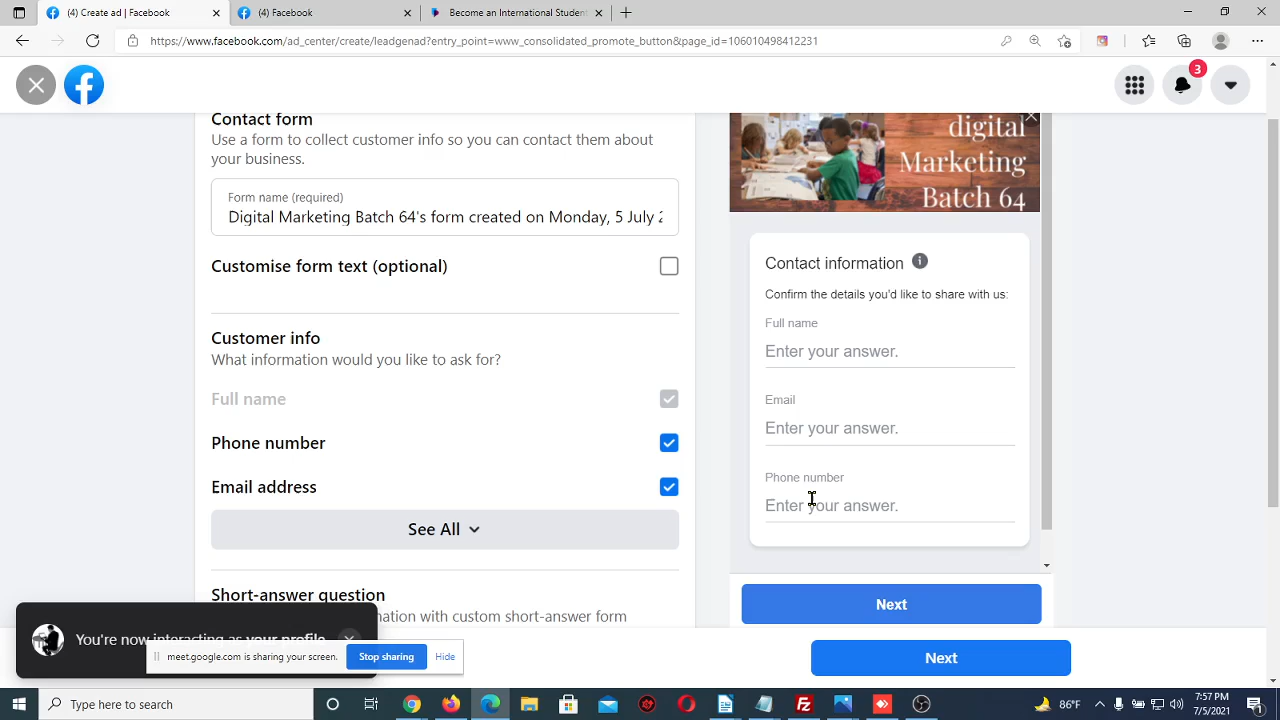 (4) Create ad | Facebook
(4) Facebook
Become an International Student
https://www.facebook.com/ad_center/create/leadgenad?entry_point=www_consolidated_promote_button&page_id=106010498412231
3
Contact form
Use a form to collect customer info so you can contact them about
your business.
Form name (required)
Digital Marketing Batch 64's form created on Monday, 5 July
Customise form text (optional)
Customer info
What information would you like to ask for?
Full name
Phone number
Email address
See All
Short-answer question
nation with custom short-answer form
digital
Marketing
Batch 64
Contact information
Confirm the details you'd like to share with us:
Full name
Enter your answer.
Email
Enter your answer.
Phone number
Enter your answer.
Next
Next
You're now interacting as your profile
meet.google.com is sharing your screen.
Stop sharing
Hide
Type here to search
86°F
7:57 PM
7/5/2021
1